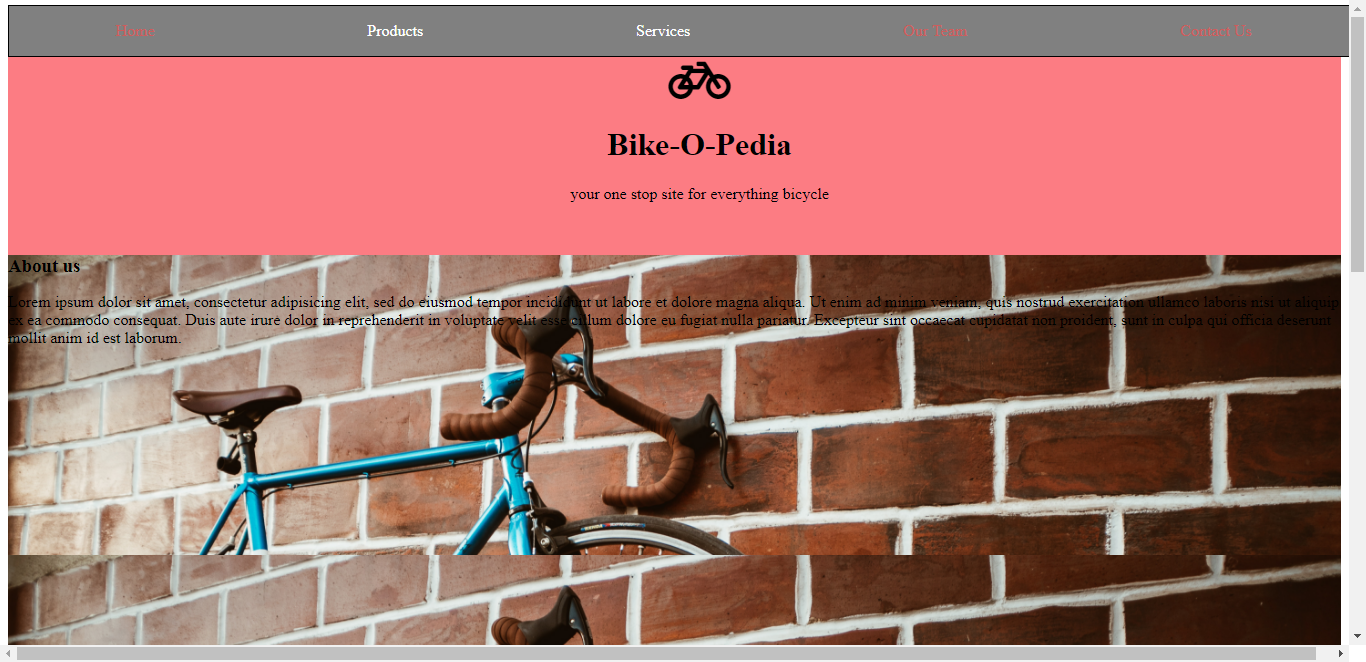 Home Products Services Our Team Contact Us
Bike-O-Pedia
your one stop site for everything bicycle
About us
Lorem ipsum dolor sit amet, consectetur adipisicing elit, sed do eiusmod tempor incididunt ut labore et dolore magna aliqua. Ut enim ad minim veniam, quis nostrud exercitation ullamco laboris nisi ut aliquip
ex ea commodo consequat. Duis aute irure dolor in reprehenderit in voluptate velit esse cillum dolore eu fugiat nulla pariatur. Excepteur sint occaecat cupidatat non proident, sunt in culpa qui officia deserunt
mollit anim id est laborum.